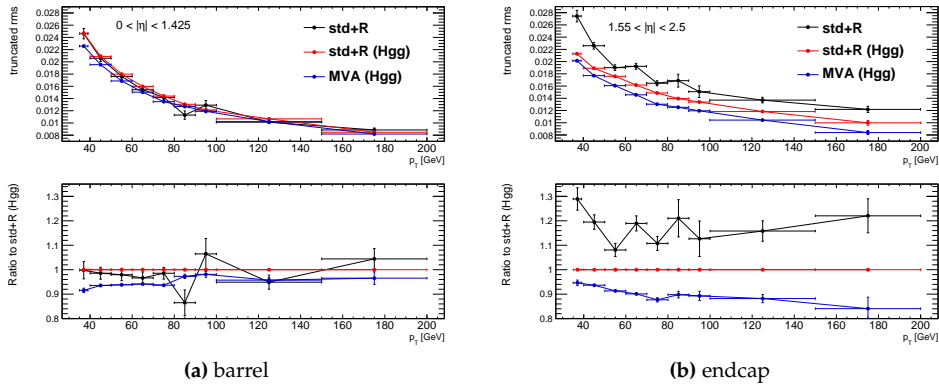 truncated rms
0.028
0.026
0.024
0.022
0.02
0.018
0.016
0.014
0.012
0.01
0.008
0 < |η| < 1.425
std+R
std+R (Hgg)
MVA (Hgg)
40 60 80 100 120 140 160 180 200
p_T [GeV]
Ratio to std+R (Hgg)
1.3
1.2
1.1
1
0.9
0.8
40 60 80 100 120 140 160 180 200
p_T [GeV]
(a) barrel
truncated rms
0.028
0.026
0.024
0.022
0.02
0.018
0.016
0.014
0.012
0.01
0.008
1.55 < |η| < 2.5
std+R
std+R (Hgg)
MVA (Hgg)
40 60 80 100 120 140 160 180 200
p_T [GeV]
Ratio to std+R (Hgg)
1.3
1.2
1.1
1
0.9
0.8
40 60 80 100 120 140 160 180 200
p_T [GeV]
(b) endcap